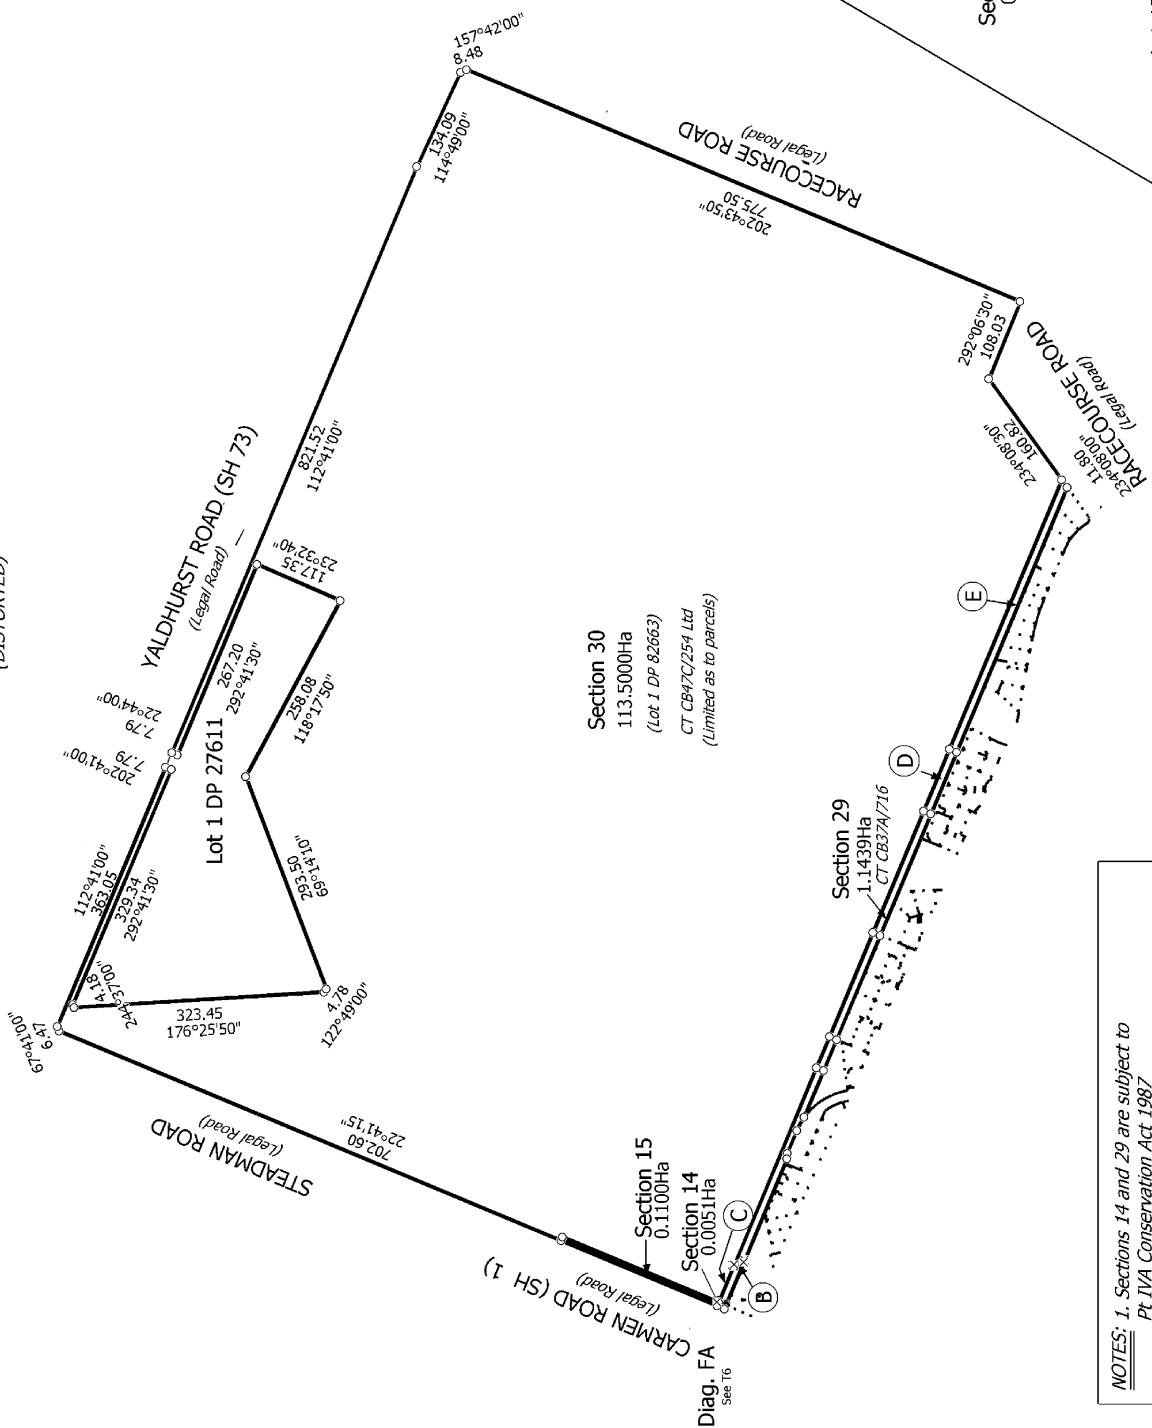 (DISTORTED)
Sec
157°42'00"
8.48
134.09
114°49'00"
RACECOURSE ROAD
(Legal Road)
775.50
202°43'50"
YALDHURST ROAD (SH 73)
(Legal Road)
821.52
112°41'00"
117.35
23°32'40"
267.20
292°41'30"
258.08
118°17'50"
7.79
22°44'00"
202°41'00"
7.79
Lot 1 DP 27611
112°41'00"
363.05
329.34
292°41'30"
293.50
69°14'10"
4.18
244°37'00"
67°41'00"
6.47
323.45
176°25'50"
4.78
122°49'00"
292°06'30"
108.03
234°08'30"
160.82
RACECOURSE ROAD
(Legal Road)
11.80
234°08'00"
Section 30
113.5000Ha
(Lot 1 DP 82663)
CT CB47C/254 Ltd
(Limited as to parcels)
STEADMAN ROAD
(Legal Road)
702.60
22°41'15"
E
D
Section 29
1.1439Ha
CT CB37A/716
Section 15
0.1100Ha
Section 14
0.0051Ha
C
B
CARMEN ROAD (SH 1)
(Legal Road)
Diag. FA
See T6
NOTES: 1. Sections 14 and 29 are subject to
Pt IVA Conservation Act 1987